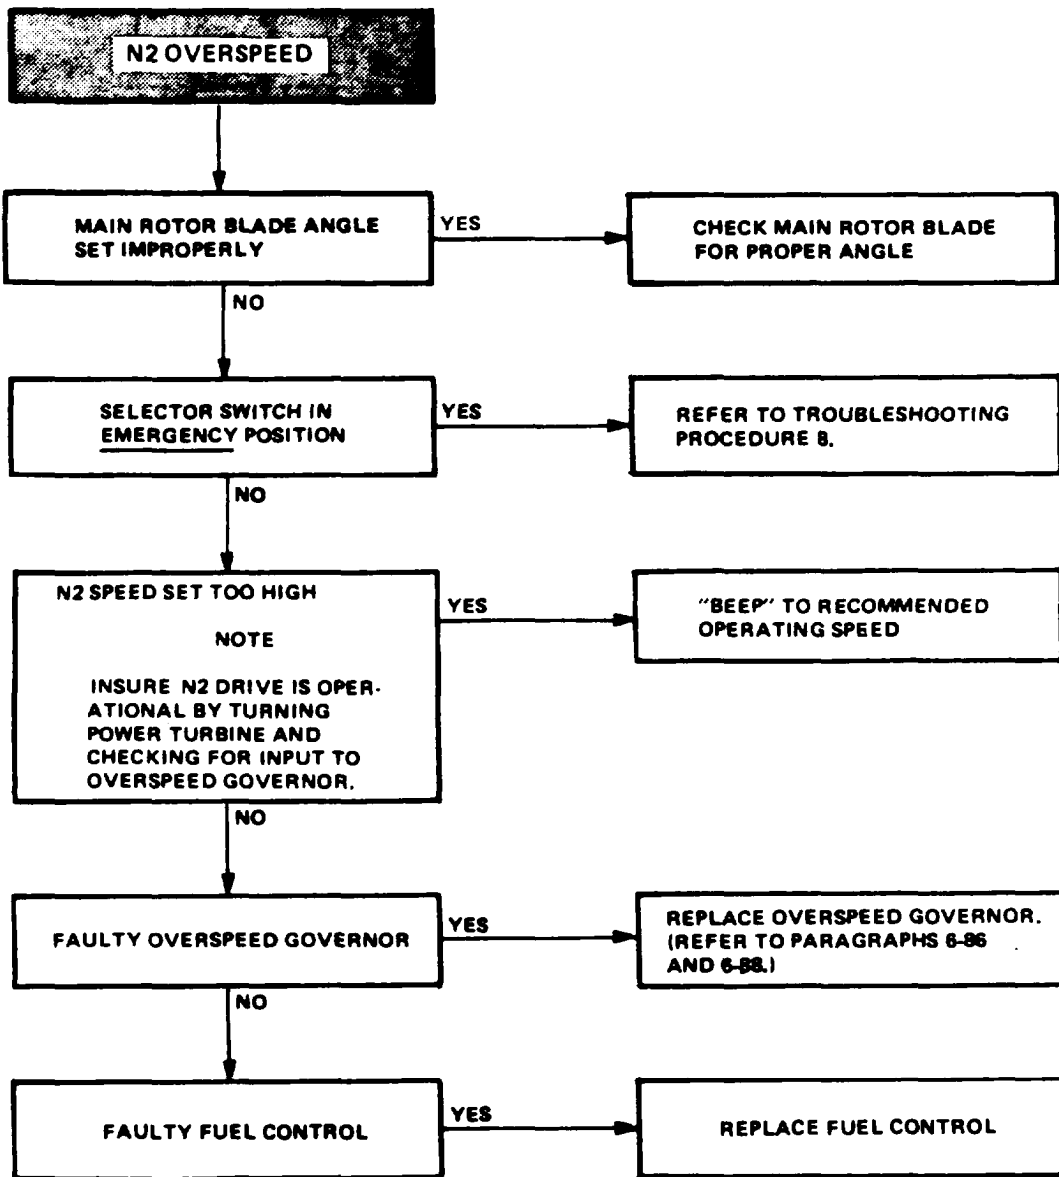 N2 OVERSPEED
MAIN ROTOR BLADE ANGLE
SET IMPROPERLY
YES
CHECK MAIN ROTOR BLADE
FOR PROPER ANGLE
NO
SELECTOR SWITCH IN
EMERGENCY POSITION
YES
REFER TO TROUBLESHOOTING
PROCEDURE 8.
NO
N2 SPEED SET TOO HIGH
NOTE
INSURE N2 DRIVE IS OPER-
ATIONAL BY TURNING
POWER TURBINE AND
CHECKING FOR INPUT TO
OVERSPEED GOVERNOR.
YES
"BEEP" TO RECOMMENDED
OPERATING SPEED
NO
FAULTY OVERSPEED GOVERNOR
YES
REPLACE OVERSPEED GOVERNOR.
(REFER TO PARAGRAPHS 6-86
AND 6-88.)
NO
FAULTY FUEL CONTROL
YES
REPLACE FUEL CONTROL